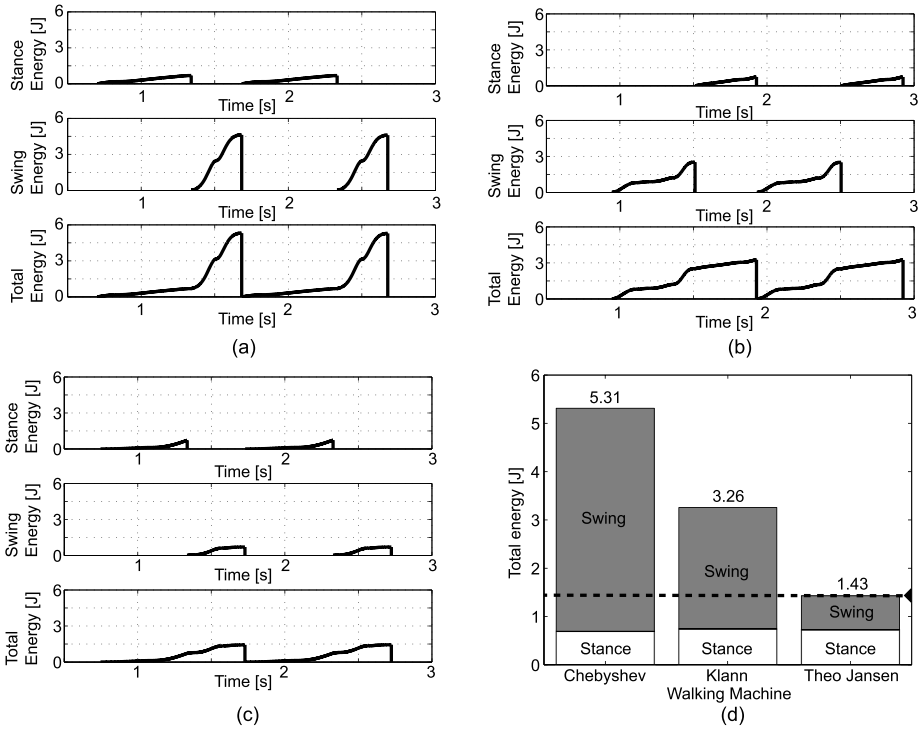 Stance
Energy [J]
6
3
0
1
2
3
Time [s]
Swing
Energy [J]
6
3
0
1
2
3
Time [s]
Total
Energy [J]
6
3
0
1
2
3
Time [s]
(a)
Stance
Energy [J]
6
3
0
1
2
3
Time [s]
Swing
Energy [J]
6
3
0
1
2
3
Time [s]
Total
Energy [J]
6
3
0
1
2
3
Time [s]
(b)
Stance
Energy [J]
6
3
0
1
2
3
Time [s]
Swing
Energy [J]
6
3
0
1
2
3
Time [s]
Total
Energy [J]
6
3
0
1
2
3
Time [s]
(c)
Total energy [J]
6
5
4
3
2
1
0
5.31
Swing
Stance
3.26
Swing
Stance
1.43
Swing
Stance
Chebyshev Klann Theo Jansen
Walking Machine
(d)